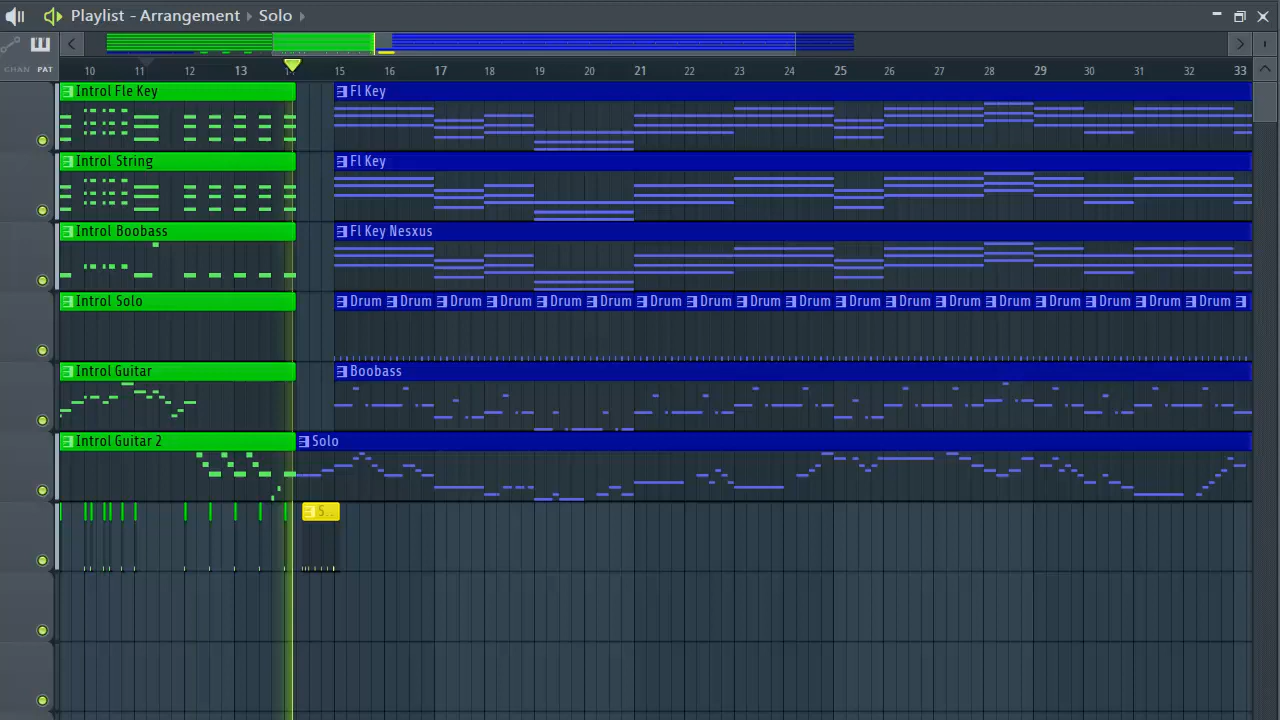 Playlist - Arrangement › Solo ›
CHAN PAT
10 11 12 13 14 15 16 17 18 19 20 21 22 23 24 25 26 27 28 29 30 31 32 33
Introl Fle Key Fl Key
Introl String Fl Key
Introl Boobass Fl Key Nesxus
Introl Solo Drum Drum Drum Drum Drum Drum Drum Drum Drum Drum Drum Drum Drum Drum Drum Drum Drum Drum
Introl Guitar Boobass
Introl Guitar 2 Solo
S..